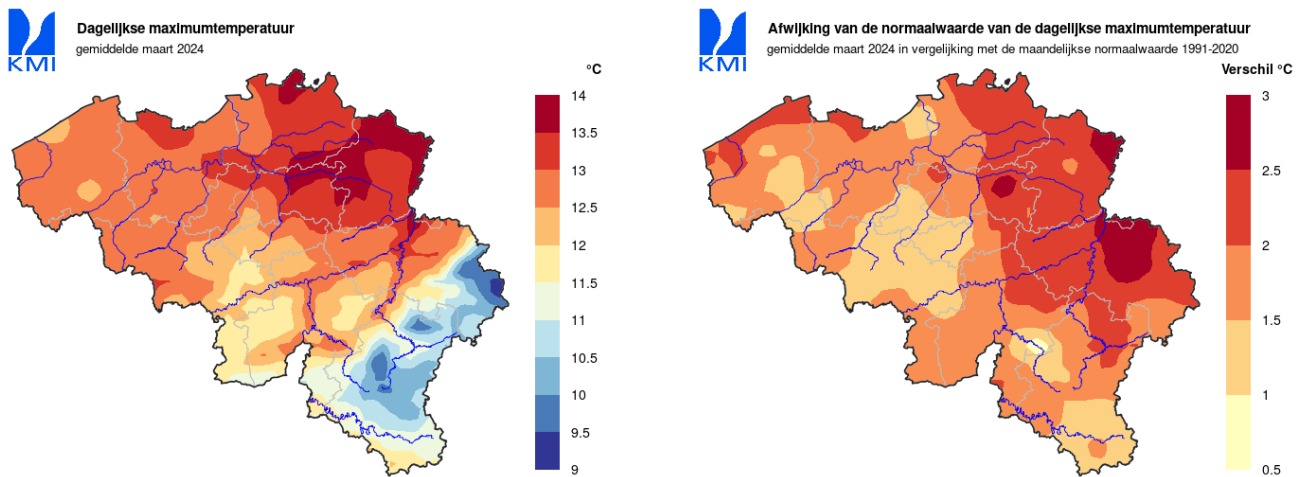 KMI
Dagelijkse maximumtemperatuur
gemiddelde maart 2024
°C
14
13.5
13
12.5
12
11.5
11
10.5
10
9.5
9
KMI
Afwijking van de normaalwaarde van de dagelijkse maximumtemperatuur
gemiddelde maart 2024 in vergelijking met de maandelijkse normaalwaarde 1991-2020
Verschil °C
3
2.5
2
1.5
1
0.5